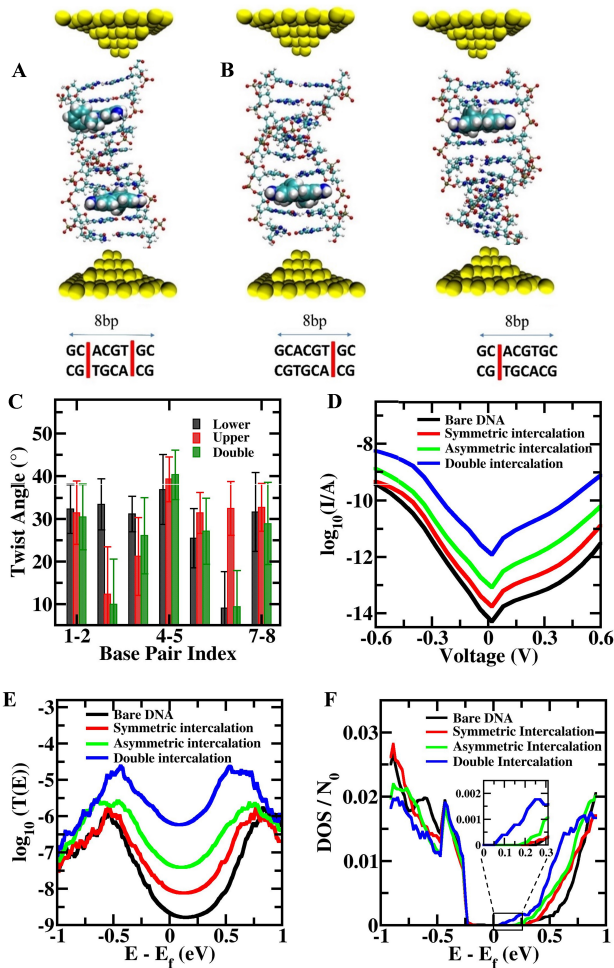 A
B
8bp
GC ACGT GC
CG TGCA CG
8bp
GCACGT GC
CGTGCA CG
8bp
GC ACGTGC
CG TGCACG
C
Lower
Upper
Double
50
40
30
20
10
Twist Angle (°)
1-2
4-5
7-8
Base Pair Index
D
Bare DNA
Symmetric intercalation
Asymmetric intercalation
Double intercalation
-8
-10
-12
-14
log10(I/A)
-0.6
-0.3
0
0.3
0.6
Voltage (V)
E
Bare DNA
Symmetric intercalation
Asymmetric intercalation
Double intercalation
-3
-4
-5
-6
-7
-8
-9
log10 (T(E))
-1
-0.5
0
0.5
1
E - Ef (eV)
F
Bare DNA
Symmetric Intercalation
Asymmetric Intercalation
Double Intercalation
0.03
0.02
0.01
0
DOS / N0
0.002
0.001
0
0
0.1
0.2
0.3
-1
-0.5
0
0.5
1
E - Ef (eV)